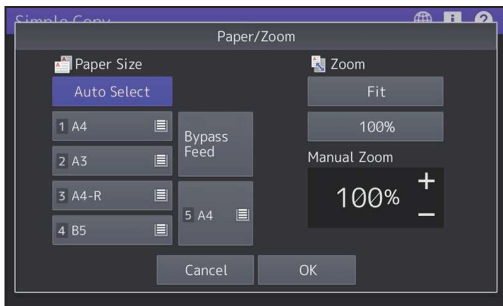 Simple Copy
Paper/Zoom
Paper Size
Auto Select
1 A4
2 A3
3 A4-R
4 B5
Bypass
Feed
5 A4
Zoom
Fit
100%
Manual Zoom
100%
+
−
Cancel
OK